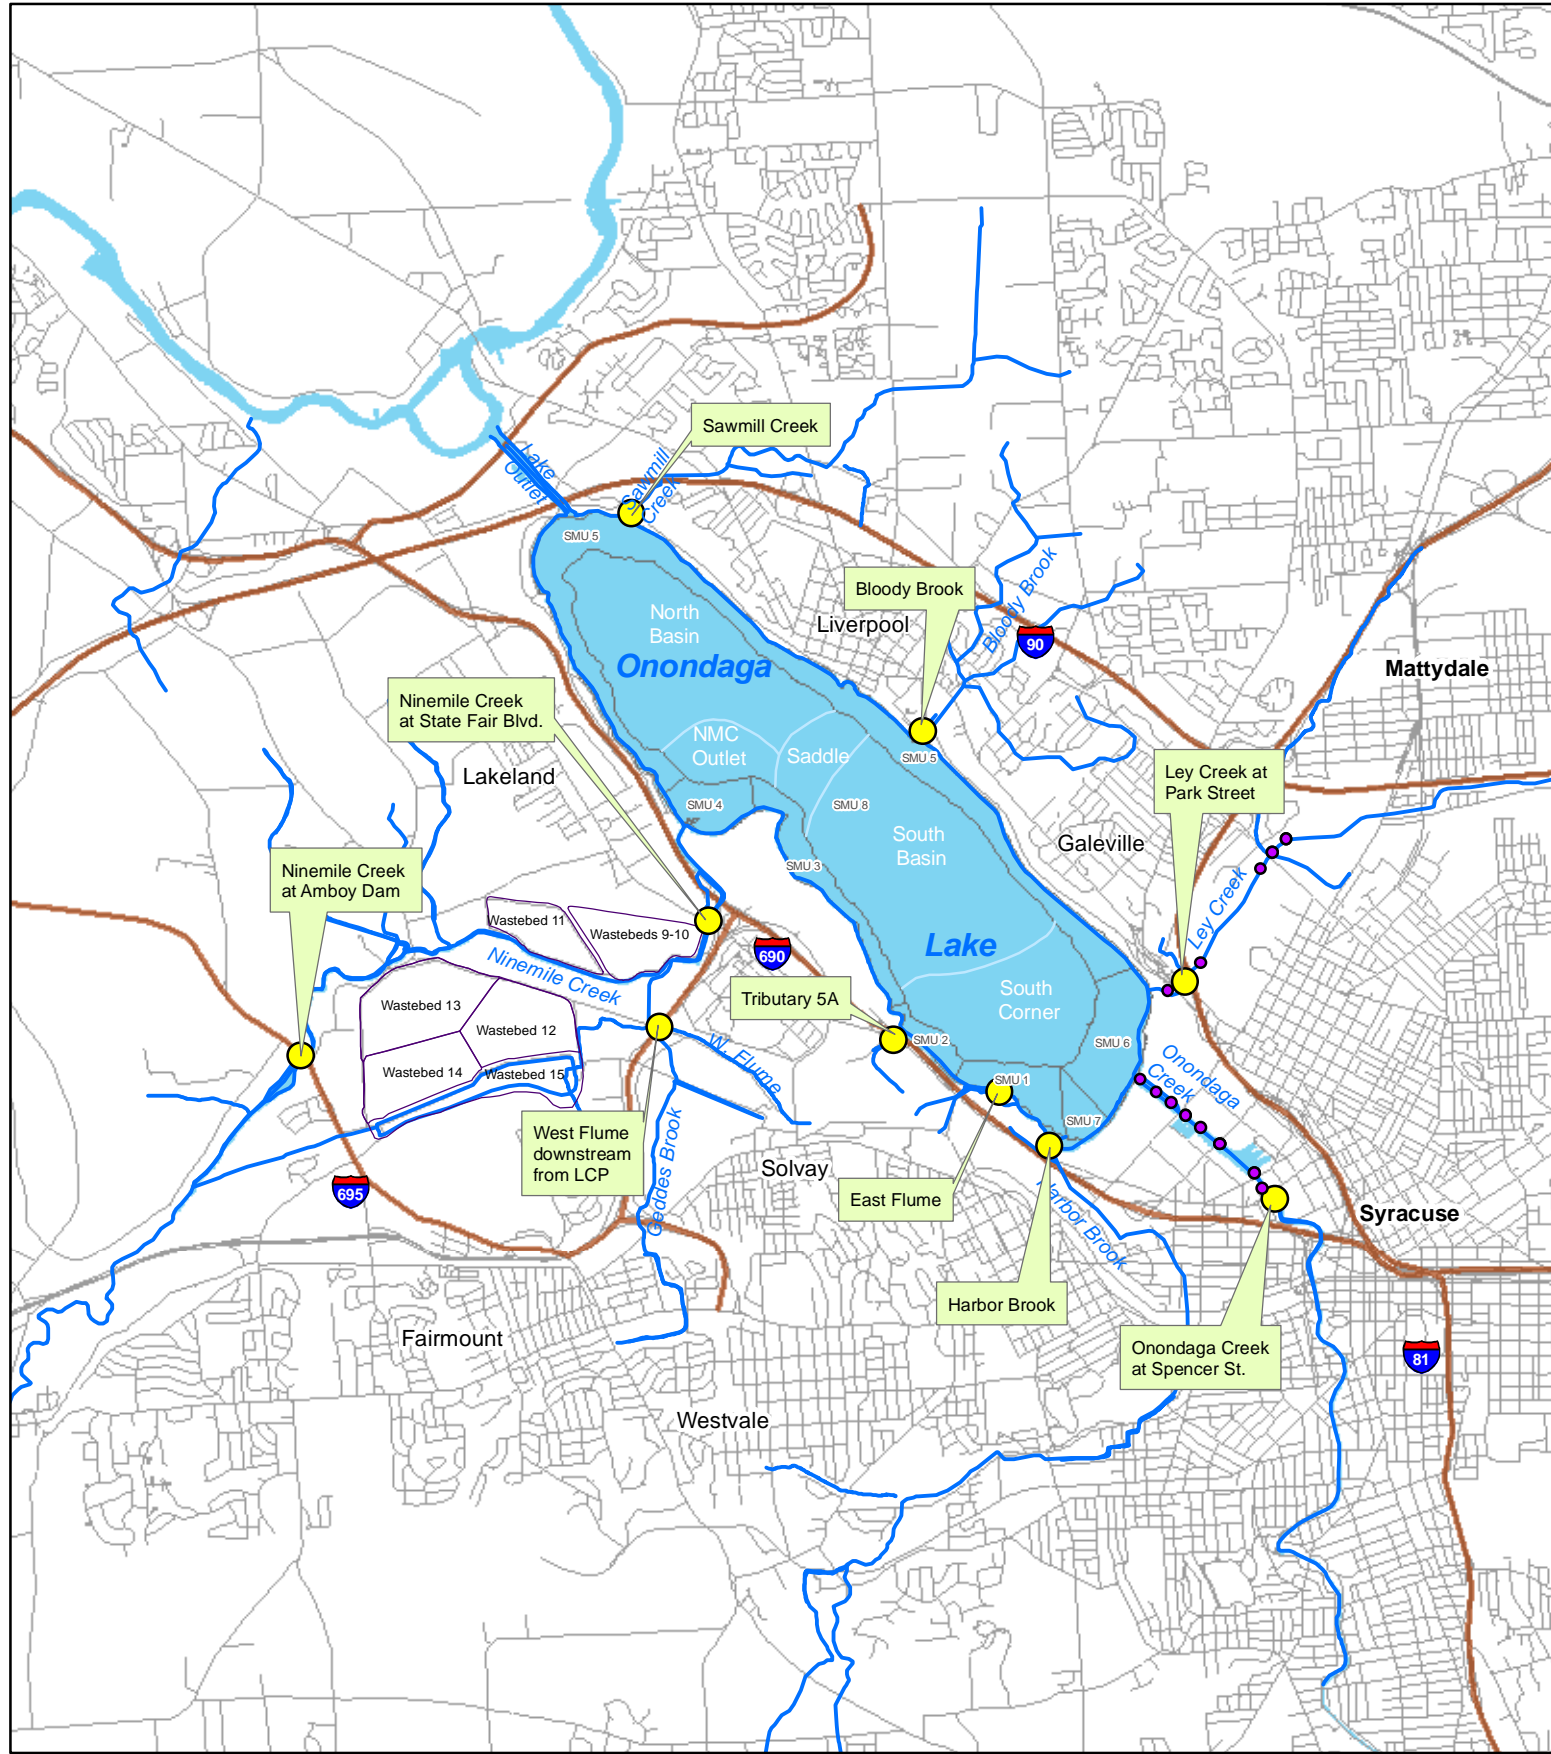 Sawmill Creek
Lake
Outlet
Sawmill
Creek
SMU 5
Bloody Brook
Bloody Brook
North
Basin
Liverpool
90
Onondaga
Mattydale
Ninemile Creek
at State Fair Blvd.
NMC
Outlet
Saddle
SMU 5
Lakeland
Ley Creek at
Park Street
SMU 4
SMU 8
South
Basin
Galeville
SMU 3
Ninemile Creek
at Amboy Dam
Wastebed 11
Wastebeds 9-10
Ley Creek
Ninemile Creek
690
Lake
Tributary 5A
South
Corner
Wastebed 13
Wastebed 12
SMU 2
SMU 6
W. Flume
Wastebed 14
Wastebed 15
SMU 1
Onondaga
Creek
SMU 7
West Flume
downstream
from LCP
Geddes Brook
Solvay
695
East Flume
Harbor Brook
Syracuse
Harbor Brook
Fairmount
Onondaga Creek
at Spencer St.
81
Westvale